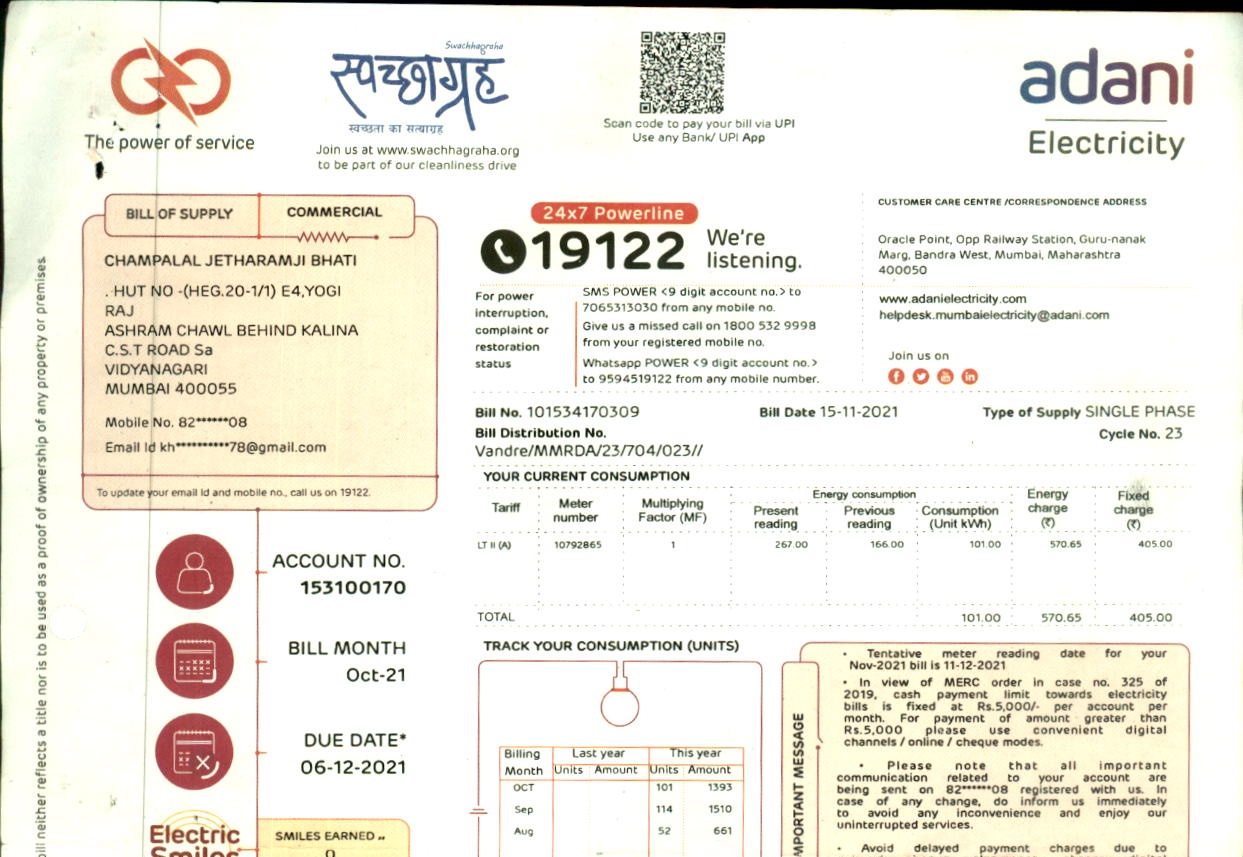 The power of service
Swachhagraha
स्वच्छाग्रह
स्वच्छता का सत्याग्रह
Join us at www.swachhagraha.org
to be part of our cleanliness drive
Scan code to pay your bill via UPI
Use any Bank/ UPI App
adani
Electricity
bill neither reflects a title nor is to be used as a proof of ownership of any property or premises.
BILL OF SUPPLY COMMERCIAL
CHAMPALAL JETHARAMJI BHATI
. HUT NO -(HEG.20-1/1) E4,YOGI
RAJ
ASHRAM CHAWL BEHIND KALINA
C.S.T ROAD Sa
VIDYANAGARI
MUMBAI 400055
Mobile No. 82******08
Email Id kh**********78@gmail.com
To update your email Id and mobile no., call us on 19122.
24x7 Powerline
19122 We're
listening.
For power
interruption,
complaint or
restoration
status
SMS POWER <9 digit account no.> to
7065313030 from any mobile no.
Give us a missed call on 1800 532 9998
from your registered mobile no.
Whatsapp POWER <9 digit account no.>
to 9594519122 from any mobile number.
CUSTOMER CARE CENTRE /CORRESPONDENCE ADDRESS
Oracle Point, Opp Railway Station, Guru-nanak
Marg, Bandra West, Mumbai, Maharashtra
400050
www.adanielectricity.com
helpdesk.mumbaielectricity@adani.com
Join us on
Bill No. 101534170309 Bill Date 15-11-2021 Type of Supply SINGLE PHASE
Bill Distribution No. Cycle No. 23
Vandre/MMRDA/23/704/023//
YOUR CURRENT CONSUMPTION
Tariff Meter number Multiplying Factor (MF) Energy consumption Present reading Previous reading Consumption (Unit kWh) Energy charge (₹) Fixed charge (₹)
LT II (A) 10792865 1 267.00 166.00 101.00 570.65 405.00
TOTAL 101.00 570.65 405.00
ACCOUNT NO.
153100170
BILL MONTH
Oct-21
DUE DATE*
06-12-2021
Electric
Smiles
SMILES EARNED
TRACK YOUR CONSUMPTION (UNITS)
Billing Last year This year
Month Units Amount Units Amount
OCT 101 1393
Sep 114 1510
Aug 52 661
IMPORTANT MESSAGE
• Tentative meter reading date for your
Nov-2021 bill is 11-12-2021
• In view of MERC order in case no. 325 of
2019, cash payment limit towards electricity
bills is fixed at Rs.5,000/- per account per
month. For payment of amount greater than
Rs.5,000 please use convenient digital
channels / online / cheque modes.
• Please note that all important
communication related to your account are
being sent on 82******08 registered with us. In
case of any change, do inform us immediately
to avoid any inconvenience and enjoy our
uninterrupted services.
• Avoid delayed payment charges due to